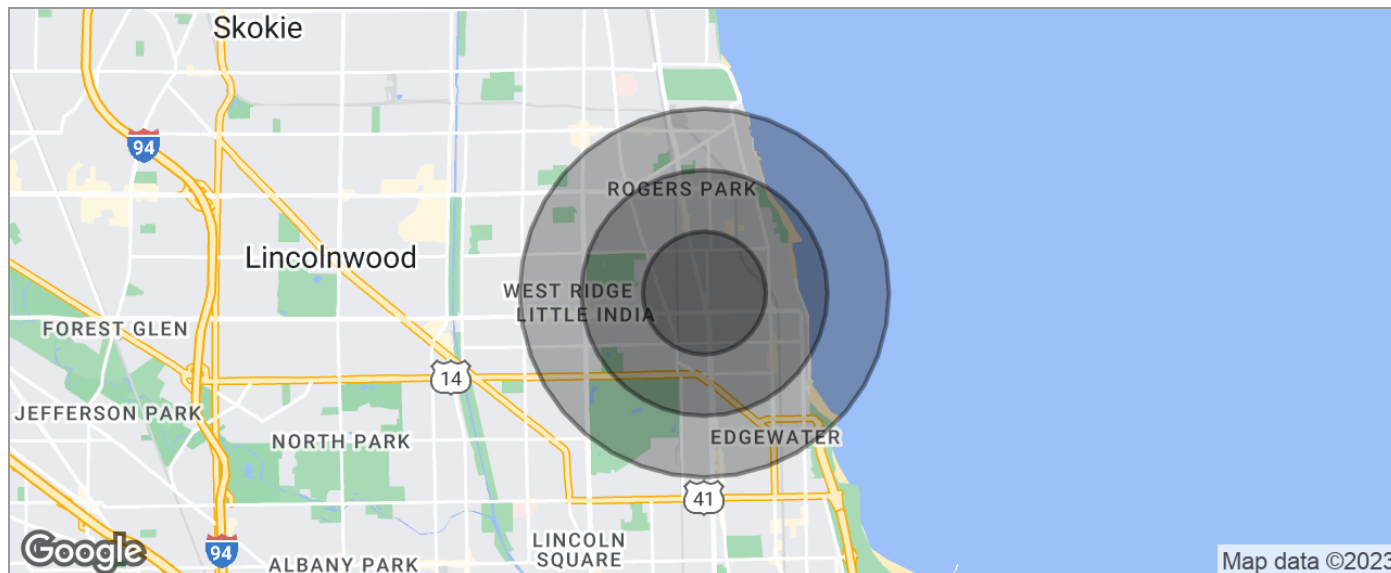 Skokie
94
ROGERS PARK
Lincolnwood
WEST RIDGE
LITTLE INDIA
FOREST GLEN
14
JEFFERSON PARK
NORTH PARK
EDGEWATER
41
LINCOLN
SQUARE
94
ALBANY PARK
Google
Map data ©2023